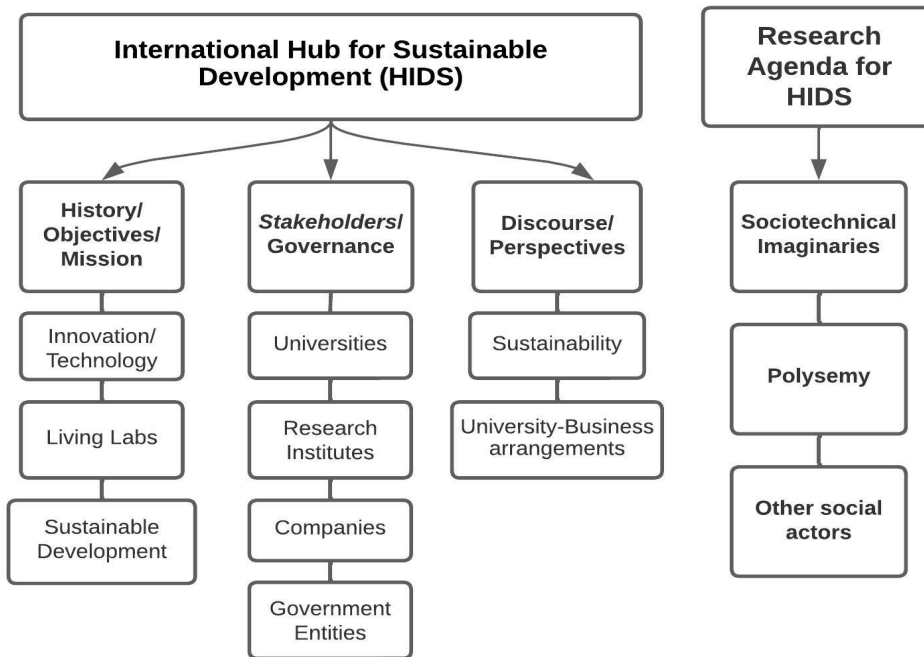 International Hub for Sustainable
Development (HIDS)
Research
Agenda for
HIDS
History/
Objectives/
Mission
Innovation/
Technology
Living Labs
Sustainable
Development
Stakeholders/
Governance
Universities
Research
Institutes
Companies
Government
Entities
Discourse/
Perspectives
Sustainability
University-Business
arrangements
Sociotechnical
Imaginaries
Polysemy
Other social
actors